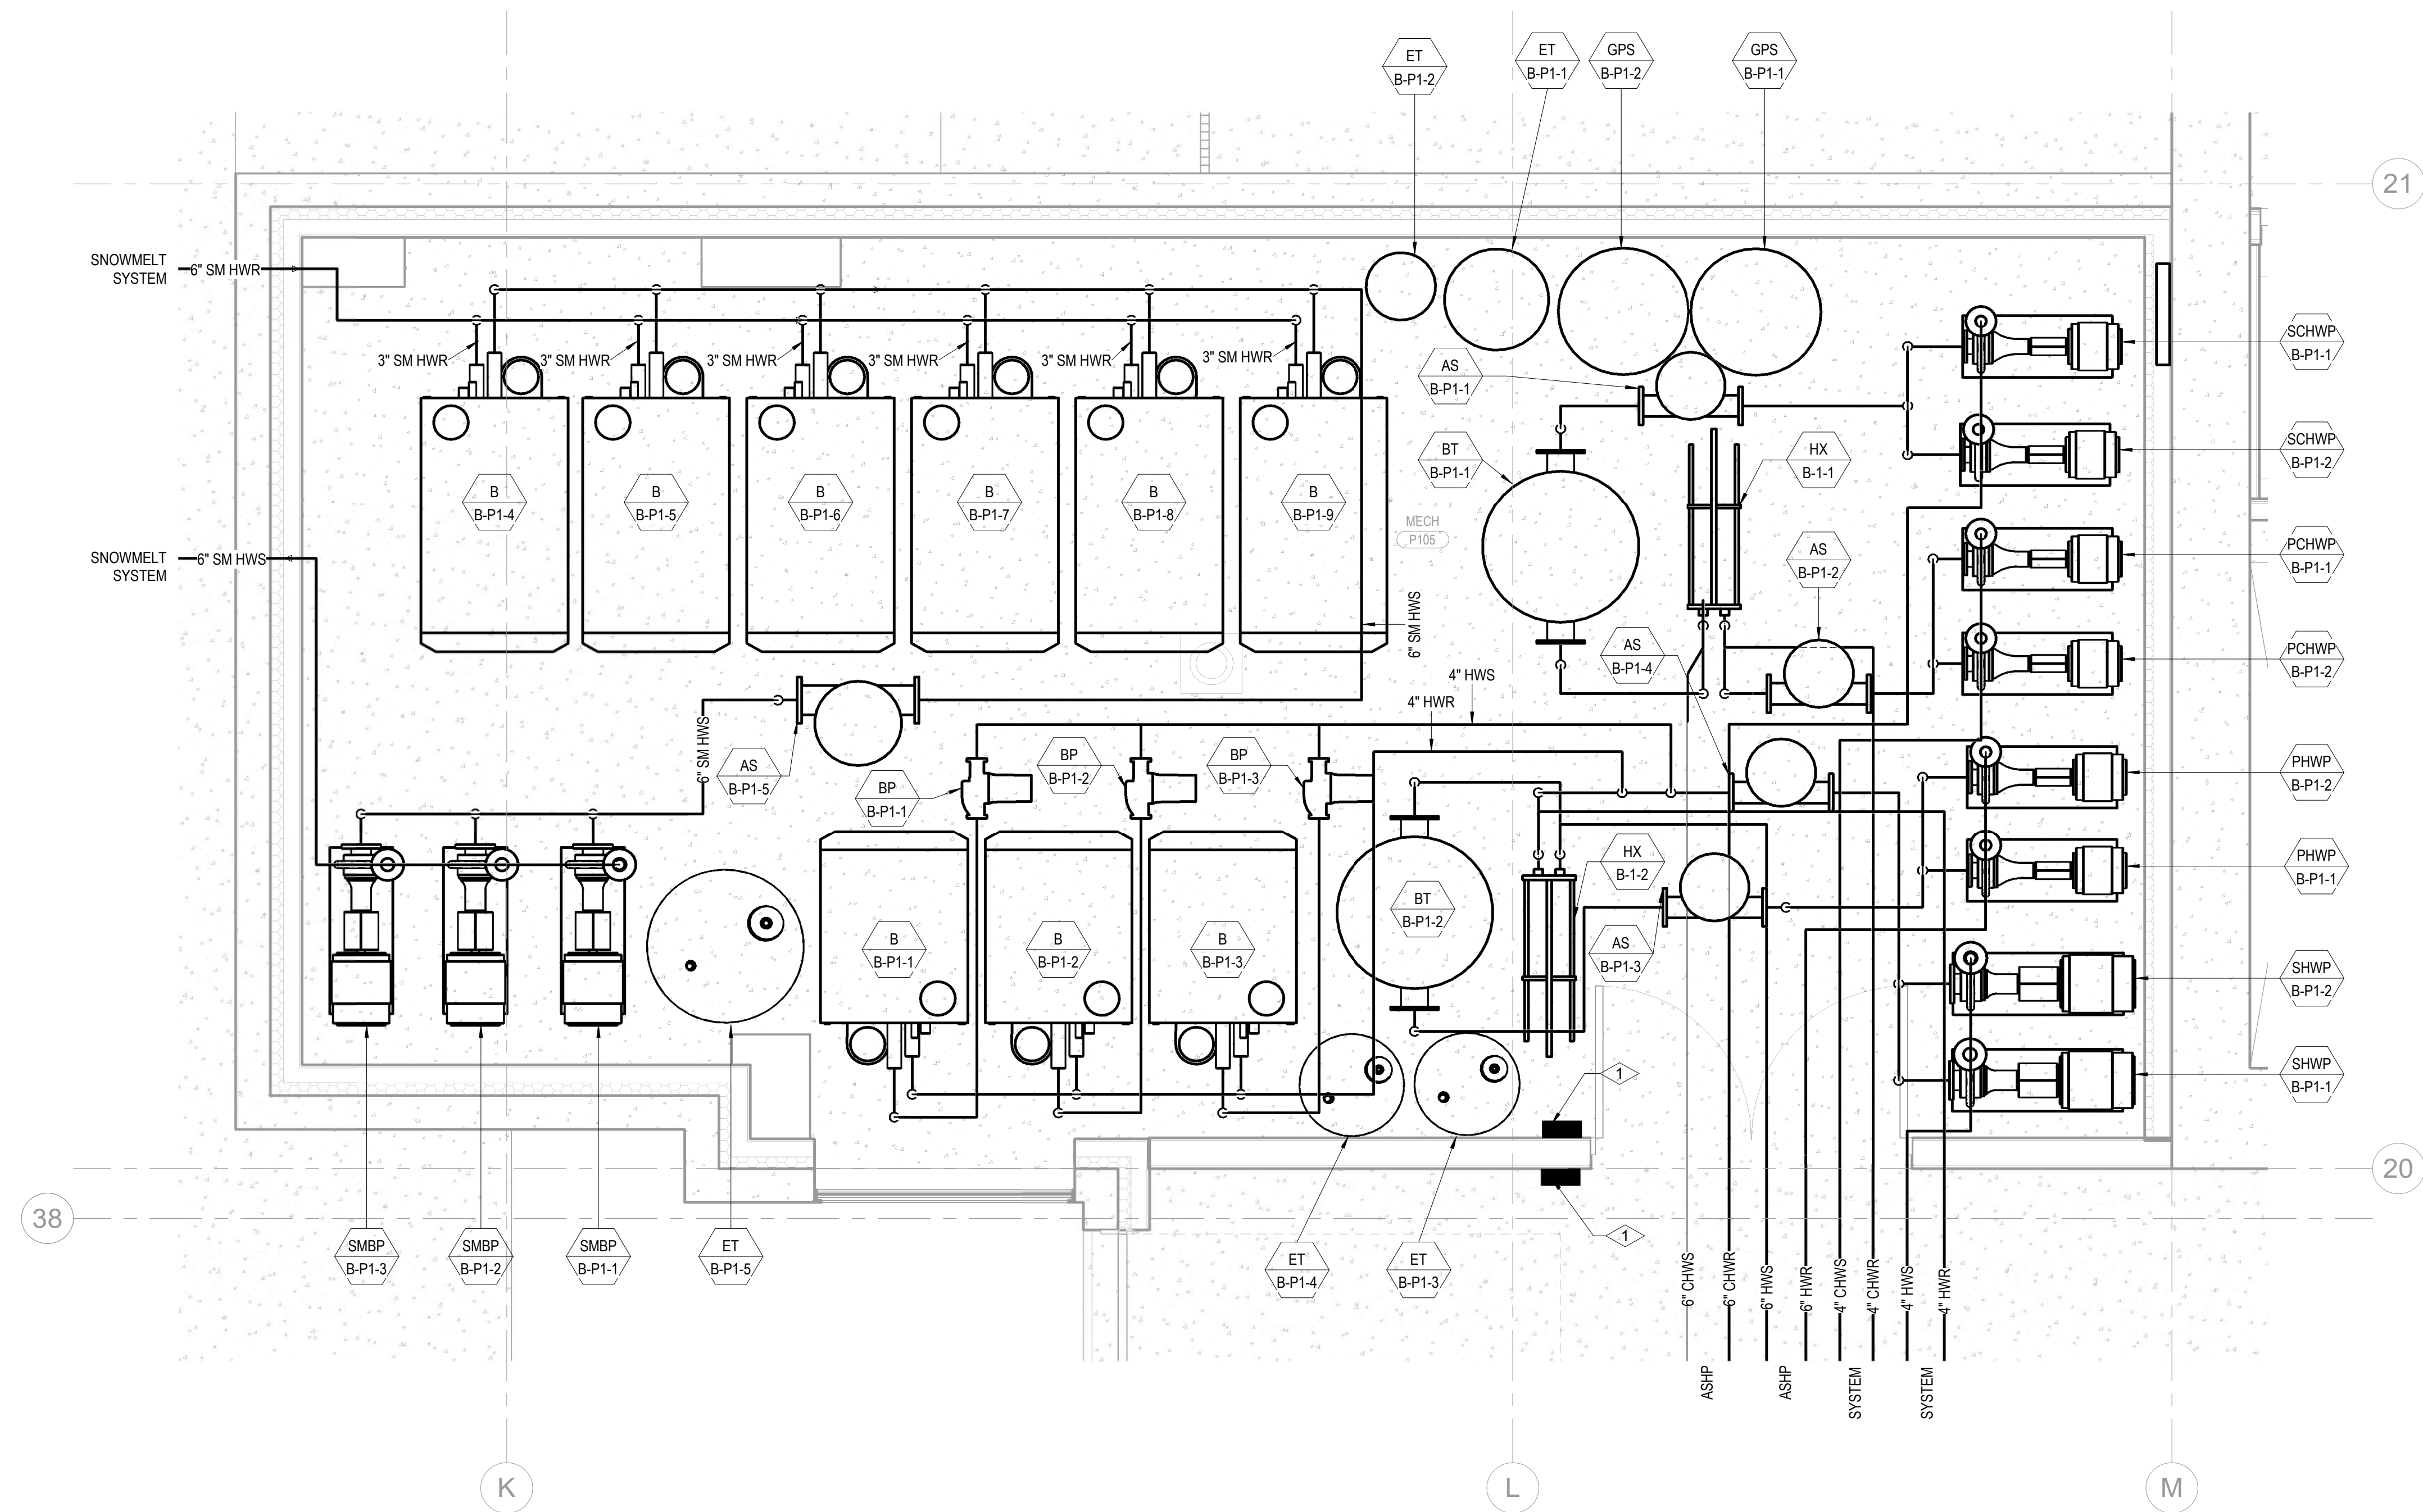 ET
B-P1-2
ET
B-P1-1
GPS
B-P1-2
GPS
B-P1-1
21
SNOWMELT
SYSTEM
6" SM HWR
3" SM HWR
3" SM HWR
3" SM HWR
3" SM HWR
3" SM HWR
3" SM HWR
AS
B-P1-1
SCHWP
B-P1-1
BT
B-P1-1
HX
B-1-1
SCHWP
B-P1-2
B
B-P1-4
B
B-P1-5
B
B-P1-6
B
B-P1-7
B
B-P1-8
B
B-P1-9
MECH
P105
SNOWMELT
SYSTEM
6" SM HWS
AS
B-P1-2
PCHWP
B-P1-1
6" SM HWS
AS
B-P1-4
PCHWP
B-P1-2
4" HWS
4" HWR
6" SM HWS
AS
B-P1-5
BP
B-P1-1
BP
B-P1-2
BP
B-P1-3
PHWP
B-P1-2
HX
B-1-2
PHWP
B-P1-1
BT
B-P1-2
B
B-P1-1
B
B-P1-2
B
B-P1-3
AS
B-P1-3
SHWP
B-P1-2
1
SHWP
B-P1-1
20
38
1
SMBP
B-P1-3
SMBP
B-P1-2
SMBP
B-P1-1
ET
B-P1-5
ET
B-P1-4
ET
B-P1-3
6" CHWS
6" CHWR
6" HWS
6" HWR
4" CHWS
4" CHWR
4" HWS
4" HWR
ASHP
ASHP
SYSTEM
SYSTEM
K
L
M